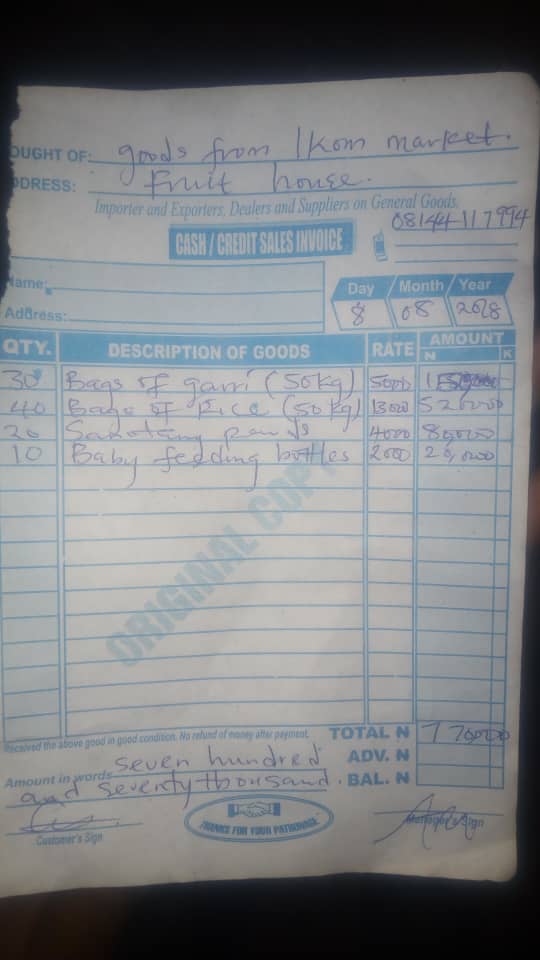 OUGHT OF: goods from Ikom market.
DDRESS: Fruit house.
Importer and Exporters, Dealers and Suppliers on General Goods,
08144117994
CASH / CREDIT SALES INVOICE
Name:
Address:
Day Month Year
8 08 2018
QTY. DESCRIPTION OF GOODS RATE AMOUNT
N K
30 Bags of garri (50kg) 5000 150000
40 Bags of Rice (50kg) 13000 520000
20 4000 80,000
10 Baby feeding bottles 2000 20,000
ORIGINAL COPY
Received the above good in good condition. No refund of money after payment.
TOTAL N 770000
ADV. N
BAL. N
Amount in words seven hundred
and seventy thousand.
Customer's Sign
THANKS FOR YOUR PATRONAGE
Manager's Sign